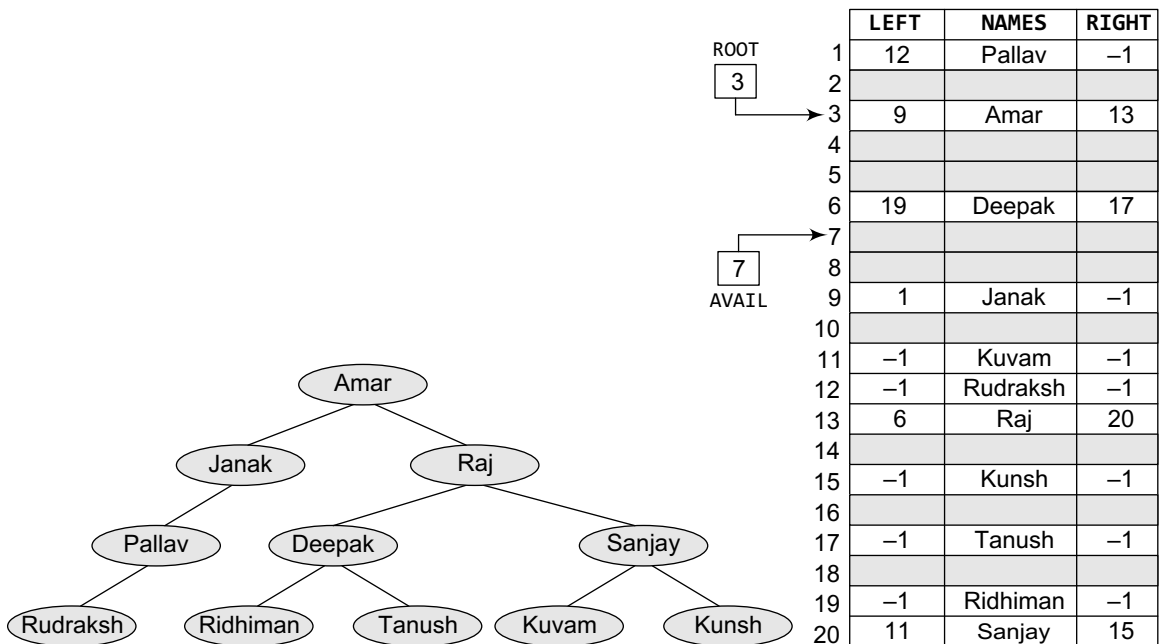 LEFT NAMES RIGHT
ROOT
3
1 12 Pallav –1
2
3 9 Amar 13
4
5
6 19 Deepak 17
7
8
7
AVAIL
9 1 Janak –1
10
11 –1 Kuvam –1
12 –1 Rudraksh –1
13 6 Raj 20
14
15 –1 Kunsh –1
16
17 –1 Tanush –1
18
19 –1 Ridhiman –1
20 11 Sanjay 15
Amar
Janak Raj
Pallav Deepak Sanjay
Rudraksh Ridhiman Tanush Kuvam Kunsh